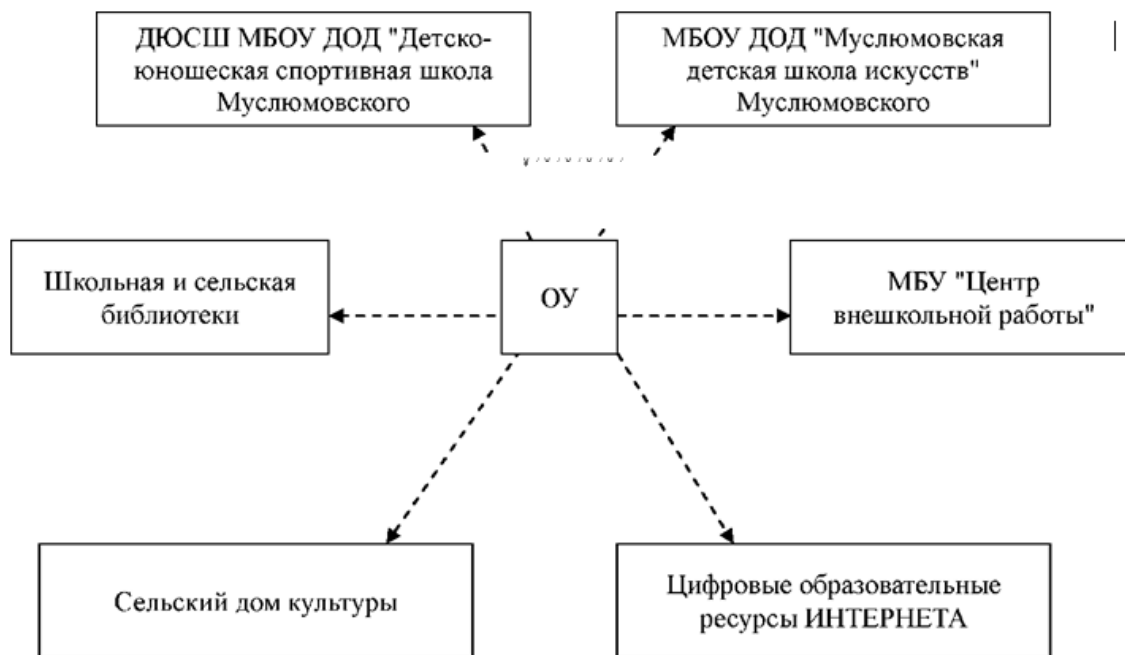 ДЮСШ МБОУ ДОД "Детско-
юношеская спортивная школа
Муслюмовского
МБОУ ДОД "Муслюмовская
детская школа искусств"
Муслюмовского
Школьная и сельская
библиотеки
ОУ
МБУ "Центр
внешкольной работы"
Сельский дом культуры
Цифровые образовательные
ресурсы ИНТЕРНЕТА